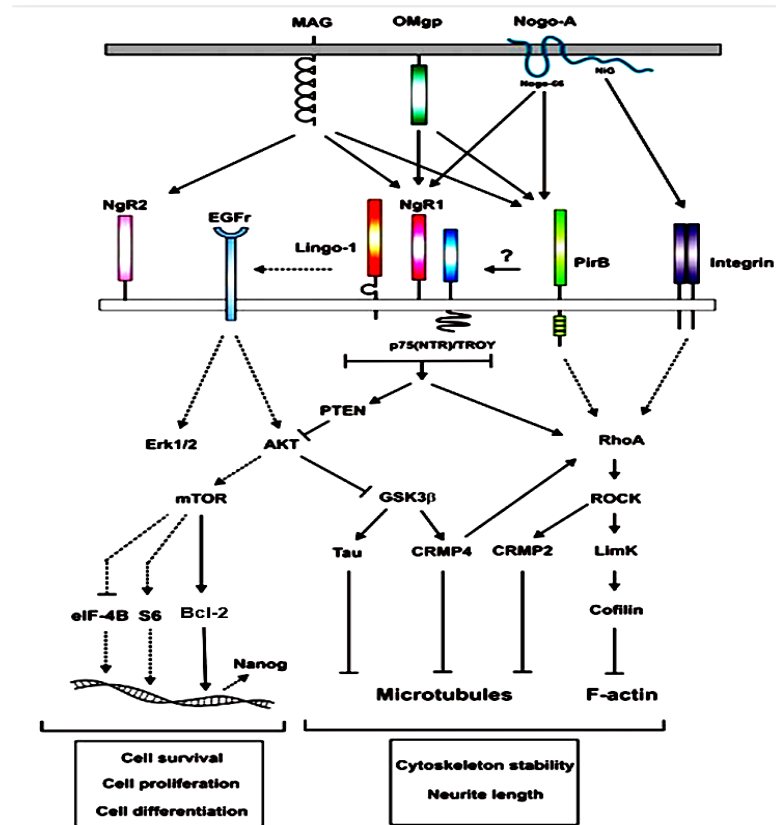 MAG OMgp Nogo-A
NiG
Nogo-66
NgR2 EGFr NgR1
Lingo-1 ? PirB Integrin
p75(NTR)/TROY
PTEN
Erk1/2 AKT RhoA
mTOR GSK3β ROCK
Tau CRMP4 CRMP2 LimK
eIF-4B S6 Bcl-2 Cofilin
Nanog
Microtubules F-actin
Cell survival
Cell proliferation
Cell differentiation
Cytoskeleton stability
Neurite length